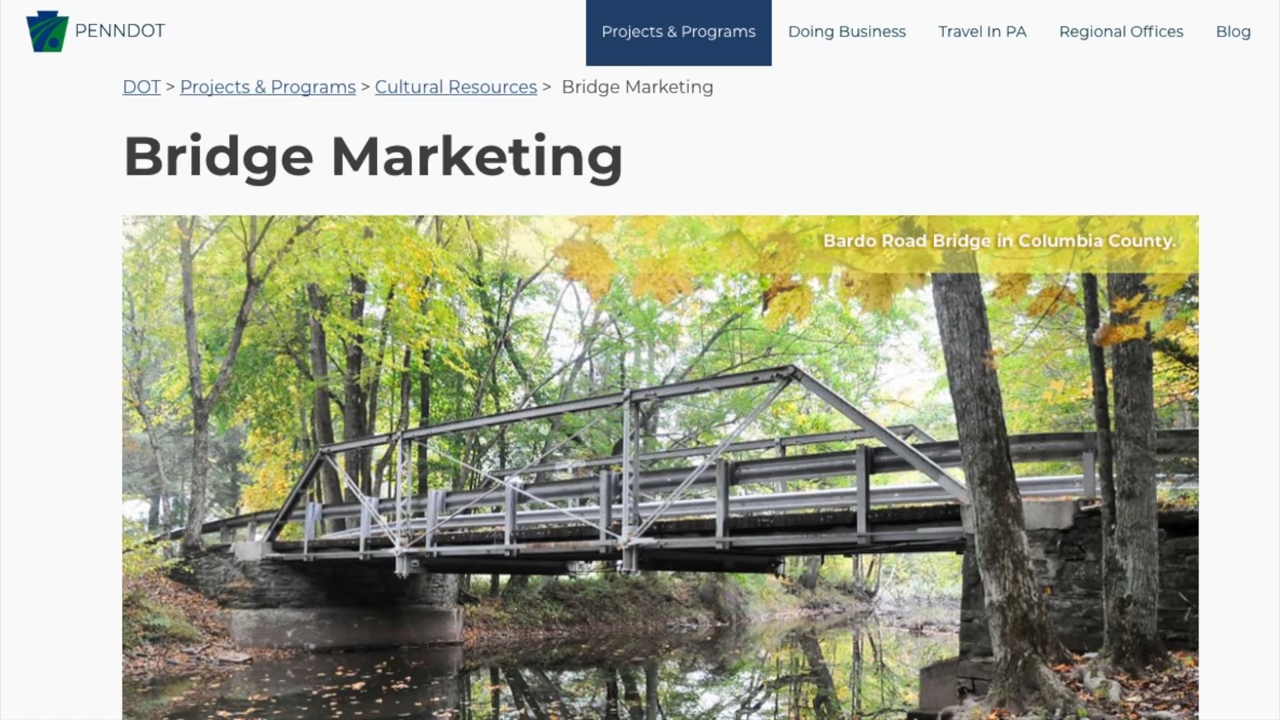 PENNDOT
Projects & Programs Doing Business Travel In PA Regional Offices Blog
DOT > Projects & Programs > Cultural Resources > Bridge Marketing
Bridge Marketing
Bardo Road Bridge in Columbia County.